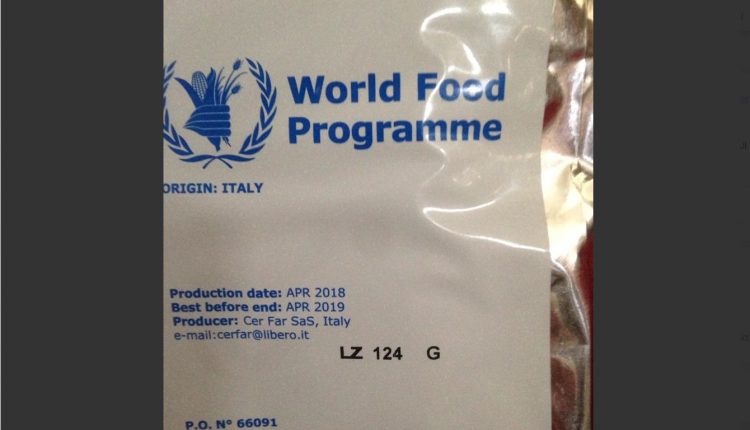 World Food
Programme
ORIGIN: ITALY
Production date: APR 2018
Best before end: APR 2019
Producer: Cer Far SaS, Italy
e-mail:cerfar@libero.it
LZ 124 G
P.O. N° 66091